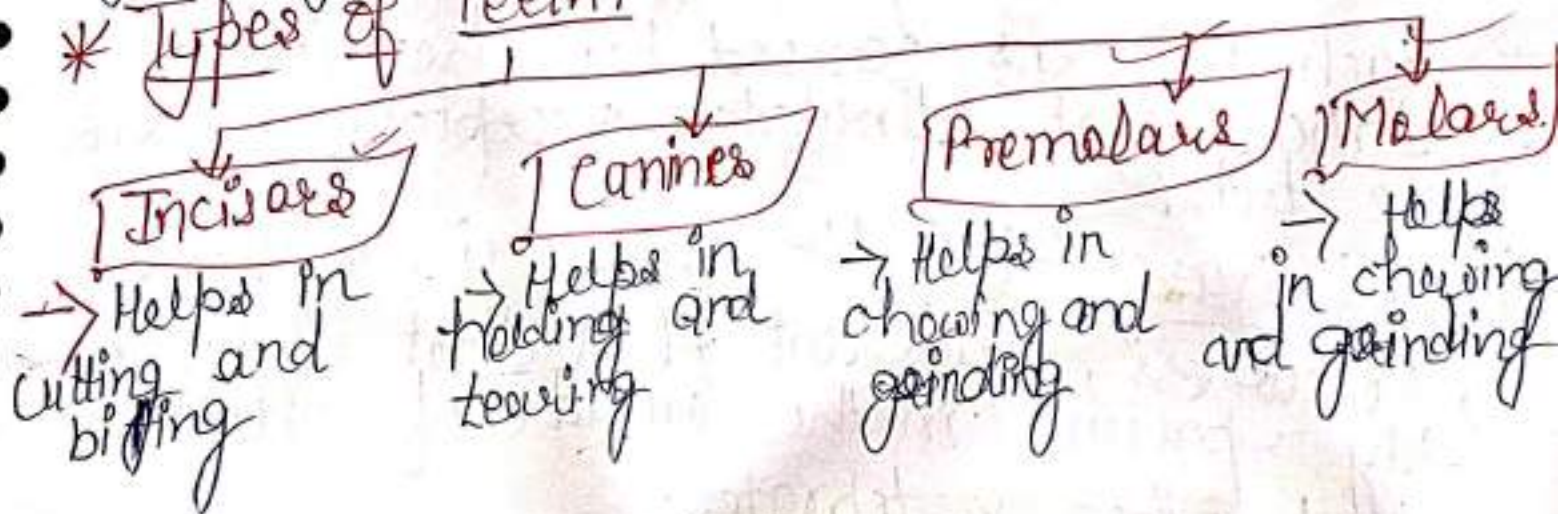 * Types of Teeth
Incisors
Canines
Premolars
Molars.
→ Helps in
cutting and
biting
→ Helps in
holding and
tearing
→ Helps in
chewing and
grinding
→ Helps
in chewing
and grinding